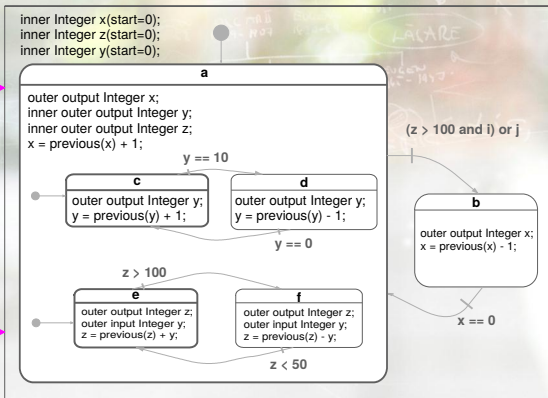 inner Integer x(start=0);
inner Integer z(start=0);
inner Integer y(start=0);
a
outer output Integer x;
inner outer output Integer y;
inner outer output Integer z;
x = previous(x) + 1;
y == 10
c
outer output Integer y;
y = previous(y) + 1;
d
outer output Integer y;
y = previous(y) - 1;
y == 0
z > 100
e
outer output Integer z;
outer input Integer y;
z = previous(z) + y;
f
outer output Integer z;
outer input Integer y;
z = previous(z) - y;
z < 50
(z > 100 and i) or j
b
outer output Integer x;
x = previous(x) - 1;
x == 0
LAGARE